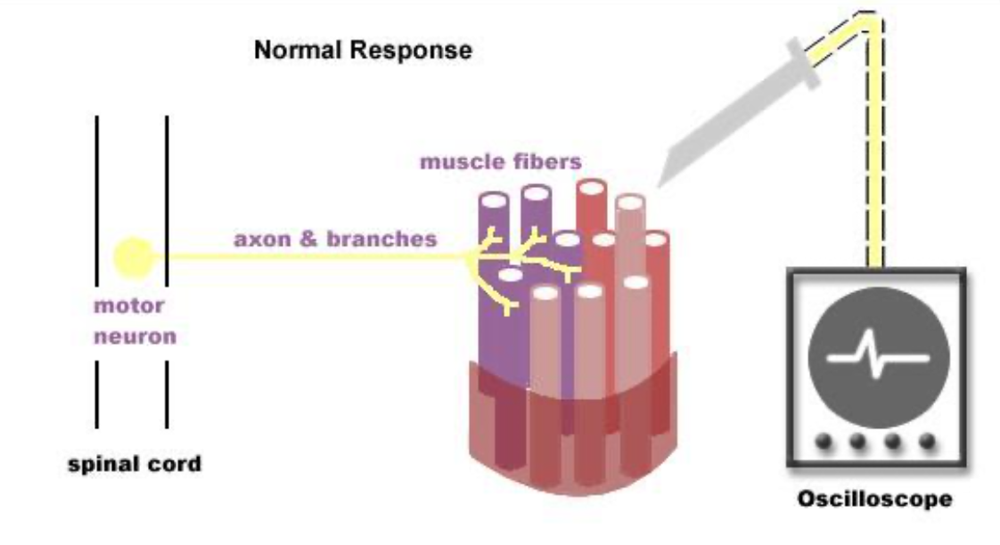 Normal Response
muscle fibers
axon & branches
motor
neuron
spinal cord
Oscilloscope